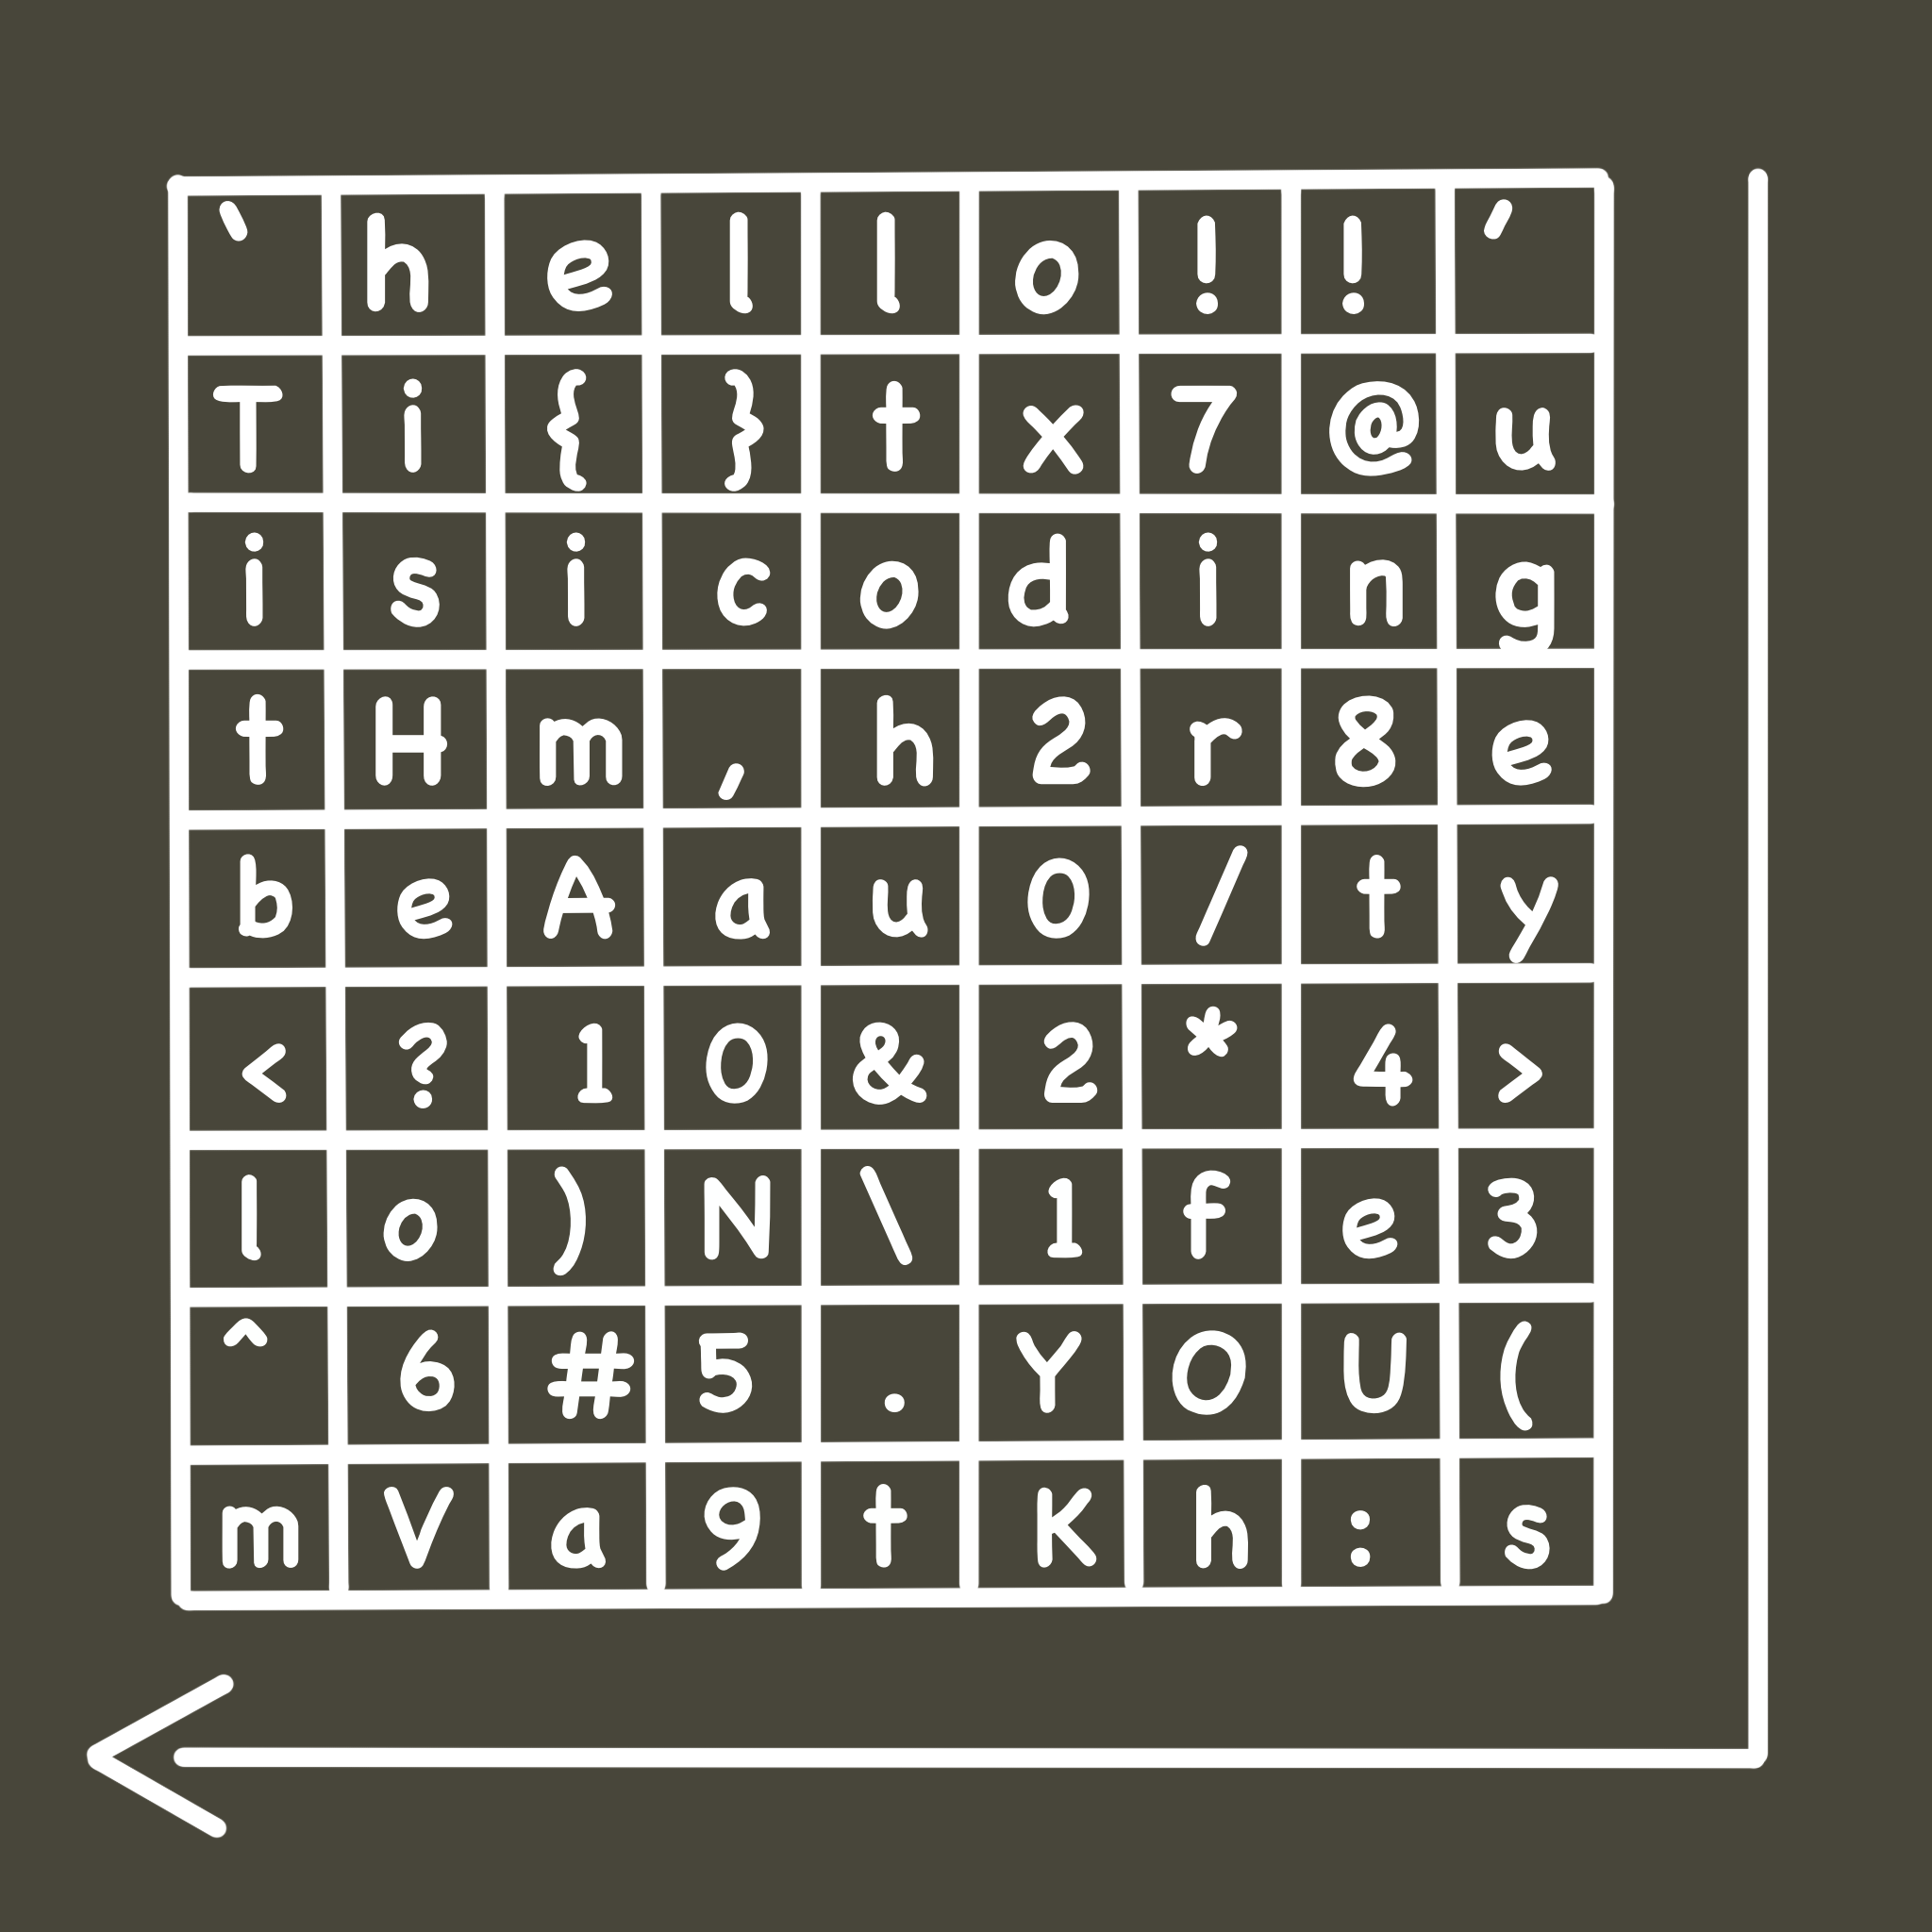 ` h e l l o ! ! ´
T i { } t x 7 @ u
i s i c o d i n g
t H m , h 2 r 8 e
b e A a u 0 / t y
< ? 1 0 & 2 * 4 >
l o ) N \ 1 f e 3
^ 6 # 5 . Y O U (
m V a 9 t K h : s